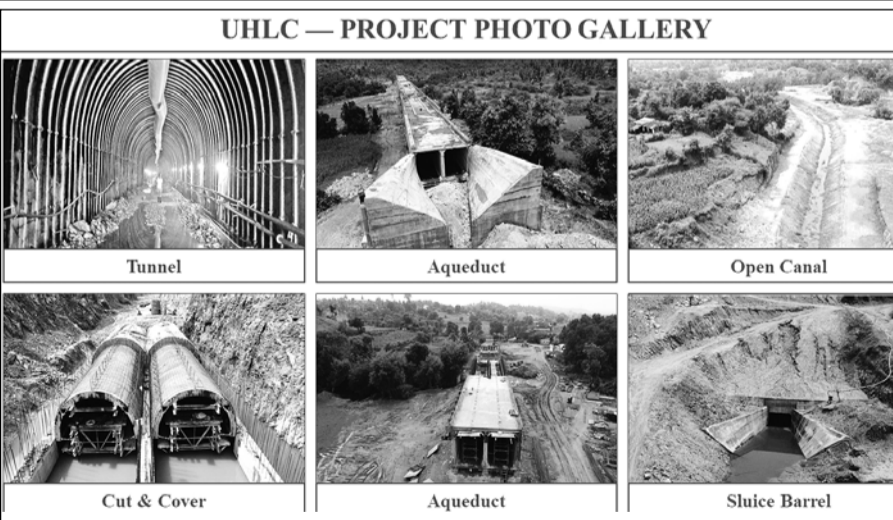 UHLC — PROJECT PHOTO GALLERY
Tunnel
Aqueduct
Open Canal
Cut & Cover
Aqueduct
Sluice Barrel